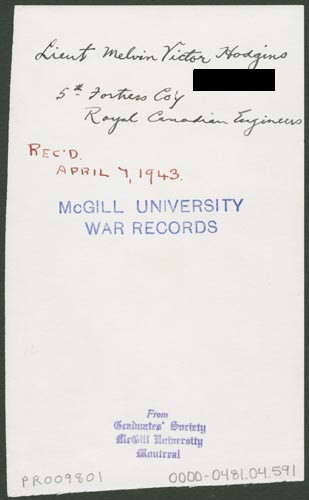 Lieut Melvin Victor Hodgins
5th Fortress Co'y
Royal Canadian Engineers
REC'D.
APRIL 7, 1943.
McGILL UNIVERSITY
WAR RECORDS
From
Graduates' Society
McGill University
Montreal
PR009801
0000-0481.04.591